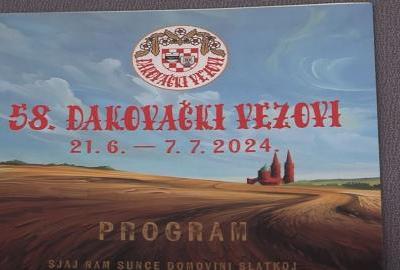 ĐAKOVAČKI VEZOVI
58. ĐAKOVAČKI VEZOVI
21. 6. — 7. 7. 2024.
PROGRAM
SJAJ NAM SUNCE DOMOVINI SLATKOJ